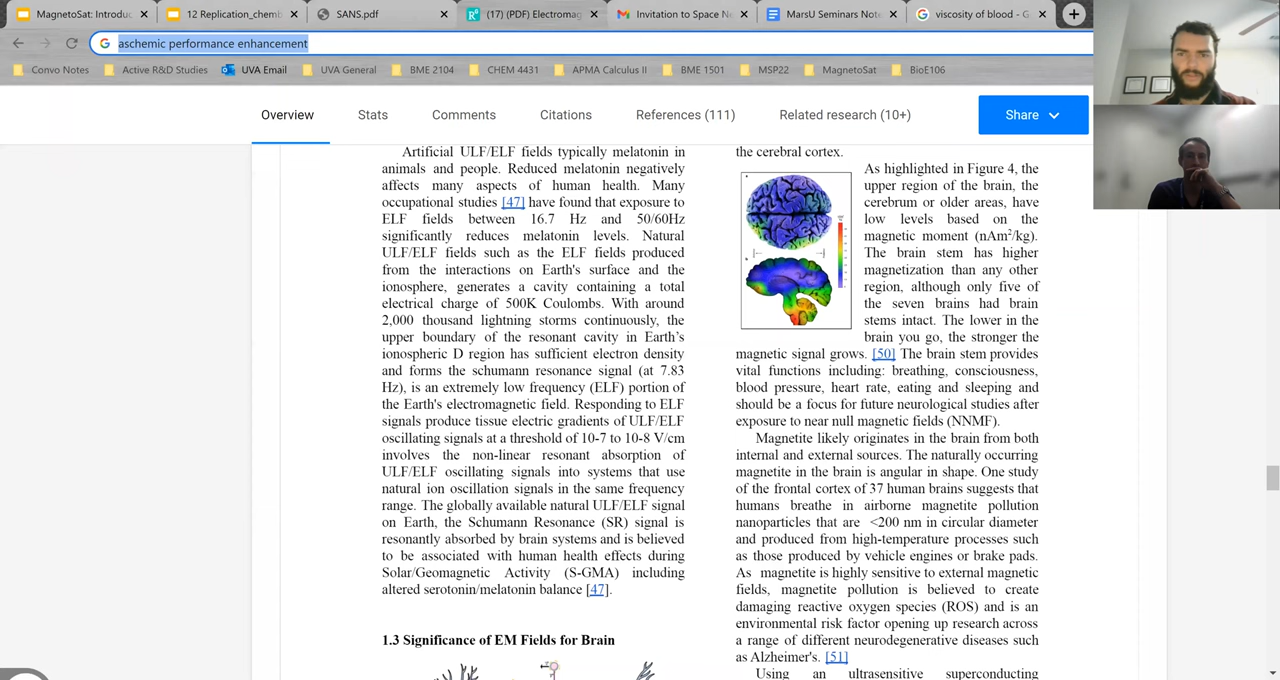 MagnetoSat: Introduc
12 Replication_chemb
SANS.pdf
(17) (PDF) Electromag
Invitation to Space N
MarsU Seminars Note
viscosity of blood - G
aschemic performance enhancement
Convo Notes
Active R&D Studies
UVA Email
UVA General
BME 2104
CHEM 4431
APMA Calculus II
BME 1501
MSP22
MagnetoSat
BioE106
Overview
Stats
Comments
Citations
References (111)
Related research (10+)
Share
Artificial ULF/ELF fields typically melatonin in
animals and people. Reduced melatonin negatively
affects many aspects of human health. Many
occupational studies [47] have found that exposure to
ELF fields between 16.7 Hz and 50/60Hz
significantly reduces melatonin levels. Natural
ULF/ELF fields such as the ELF fields produced
from the interactions on Earth's surface and the
ionosphere, generates a cavity containing a total
electrical charge of 500K Coulombs. With around
2,000 thousand lightning storms continuously, the
upper boundary of the resonant cavity in Earth's
ionospheric D region has sufficient electron density
and forms the schumann resonance signal (at 7.83
Hz), is an extremely low frequency (ELF) portion of
the Earth's electromagnetic field. Responding to ELF
signals produce tissue electric gradients of ULF/ELF
oscillating signals at a threshold of 10-7 to 10-8 V/cm
involves the non-linear resonant absorption of
ULF/ELF oscillating signals into systems that use
natural ion oscillation signals in the same frequency
range. The globally available natural ULF/ELF signal
on Earth, the Schumann Resonance (SR) signal is
resonantly absorbed by brain systems and is believed
to be associated with human health effects during
Solar/Geomagnetic Activity (S-GMA) including
altered serotonin/melatonin balance [47].
1.3 Significance of EM Fields for Brain
the cerebral cortex.
As highlighted in Figure 4, the
upper region of the brain, the
cerebrum or older areas, have
low levels based on the
magnetic moment (nAm²/kg).
The brain stem has higher
magnetization than any other
region, although only five of
the seven brains had brain
stems intact. The lower in the
brain you go, the stronger the
magnetic signal grows. [50] The brain stem provides
vital functions including: breathing, consciousness,
blood pressure, heart rate, eating and sleeping and
should be a focus for future neurological studies after
exposure to near null magnetic fields (NNMF).
Magnetite likely originates in the brain from both
internal and external sources. The naturally occurring
magnetite in the brain is angular in shape. One study
of the frontal cortex of 37 human brains suggests that
humans breathe in airborne magnetite pollution
nanoparticles that are <200 nm in circular diameter
and produced from high-temperature processes such
as those produced by vehicle engines or brake pads.
As magnetite is highly sensitive to external magnetic
fields, magnetite pollution is believed to create
damaging reactive oxygen species (ROS) and is an
environmental risk factor opening up research across
a range of different neurodegenerative diseases such
as Alzheimer's. [51]
Using an ultrasensitive superconducting